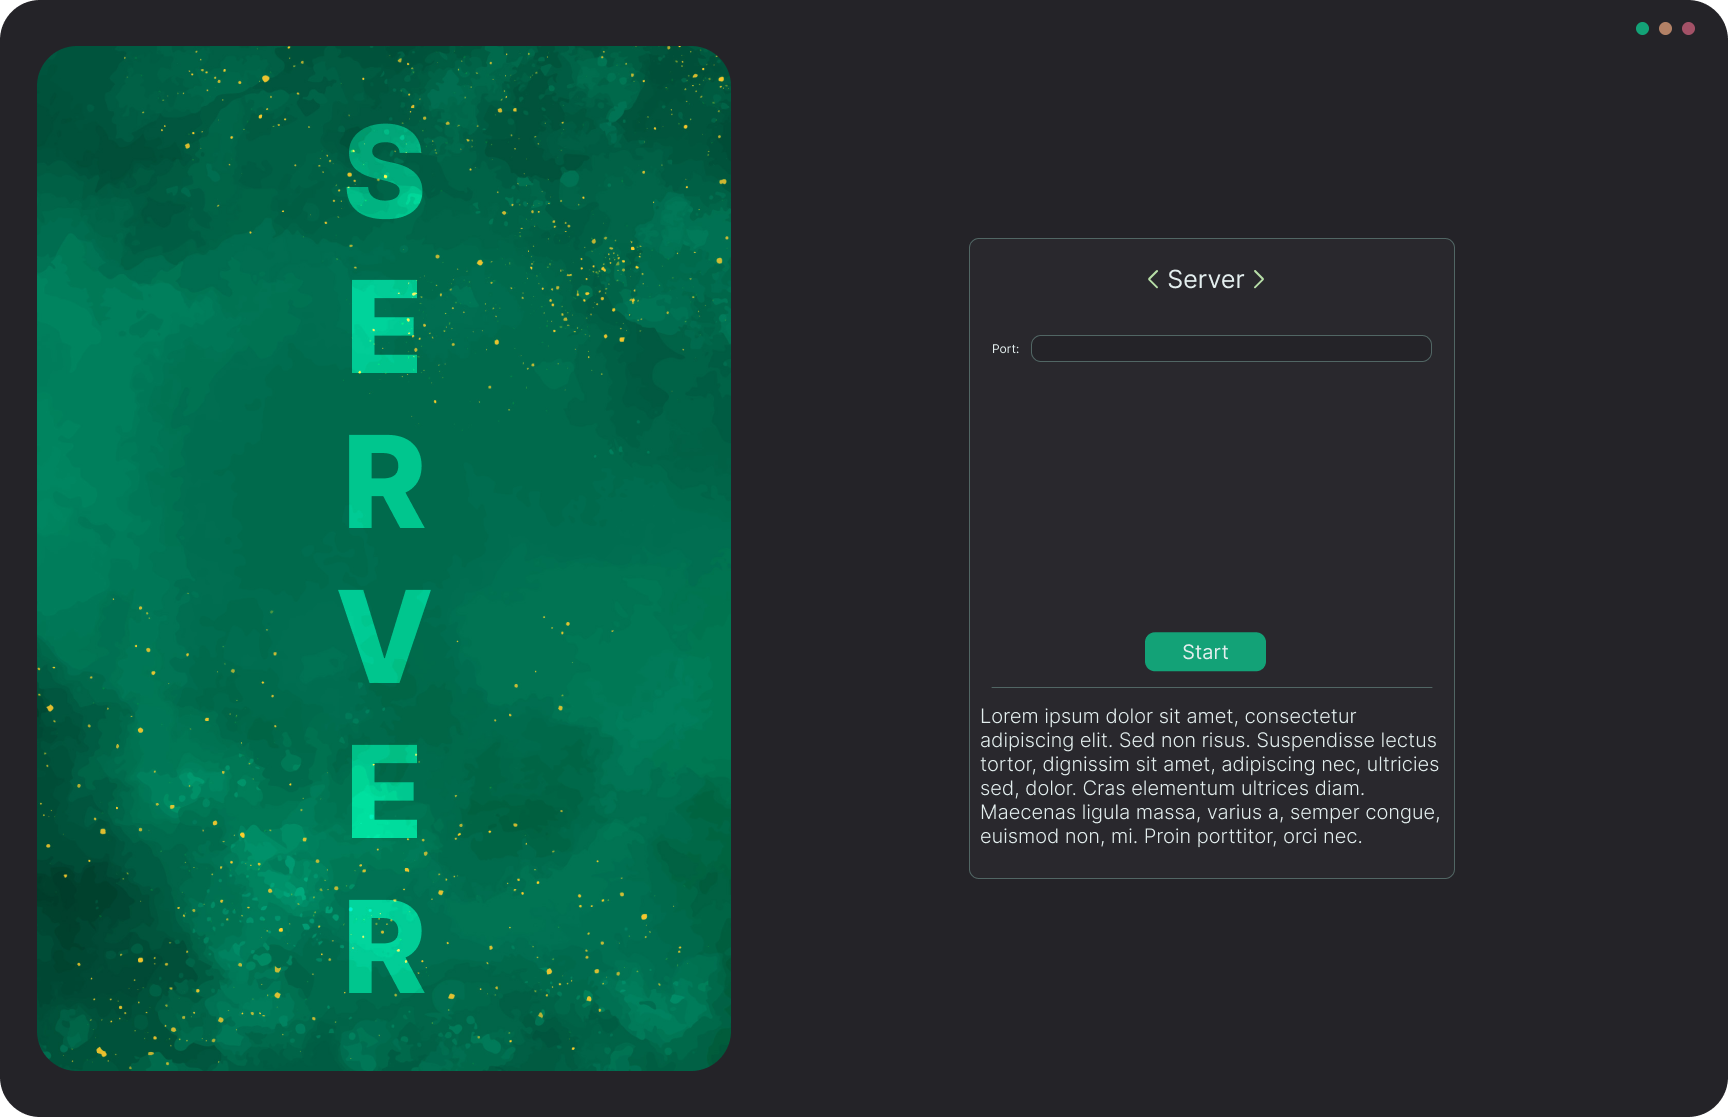 SERVER
< Server >
Port:
Start
Lorem ipsum dolor sit amet, consectetur
adipiscing elit. Sed non risus. Suspendisse lectus
tortor, dignissim sit amet, adipiscing nec, ultricies
sed, dolor. Cras elementum ultrices diam.
Maecenas ligula massa, varius a, semper congue,
euismod non, mi. Proin porttitor, orci nec.